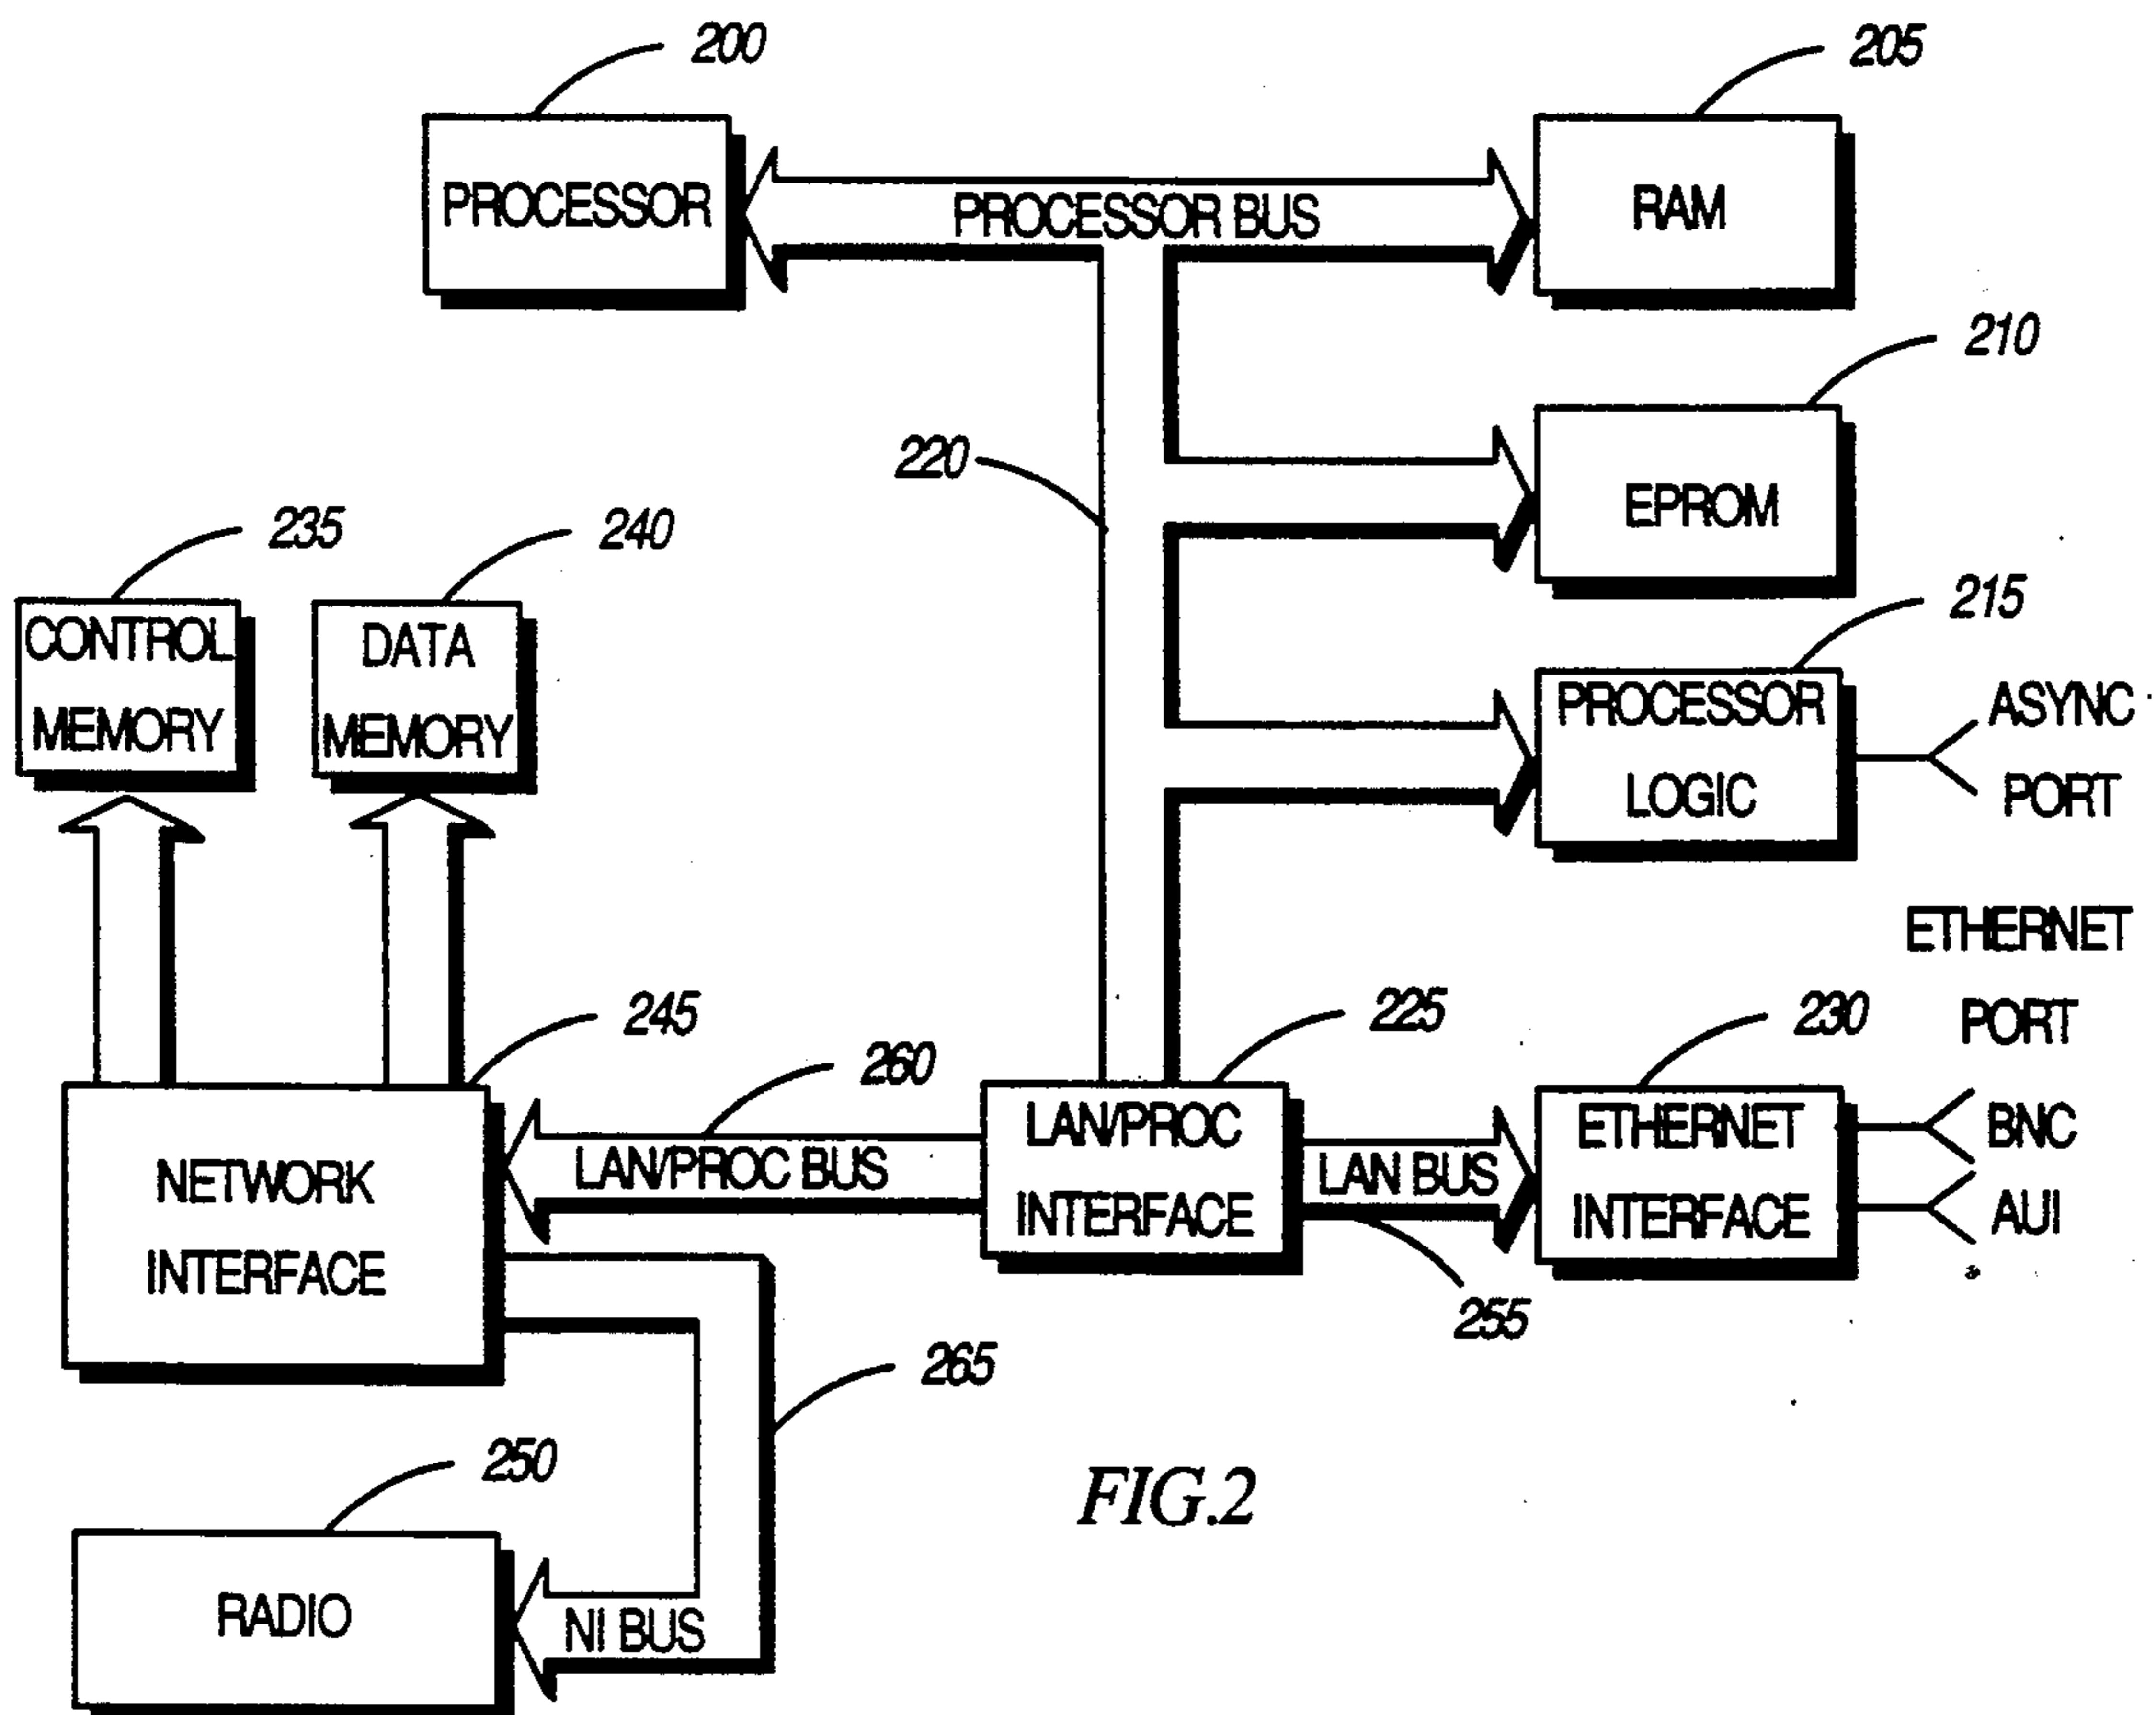 200
205
PROCESSOR
PROCESSOR BUS
RAM
210
220
EPROM
235
240
215
CONTROL
MEMORY
DATA
MEMORY
PROCESSOR
LOGIC
ASYNC
PORT
ETHERNET
PORT
245
260
225
230
NETWORK
INTERFACE
LAN/PROC BUS
LAN/PROC
INTERFACE
LAN BUS
ETHERNET
INTERFACE
BNC
AUI
255
265
250
RADIO
NI BUS
FIG.2